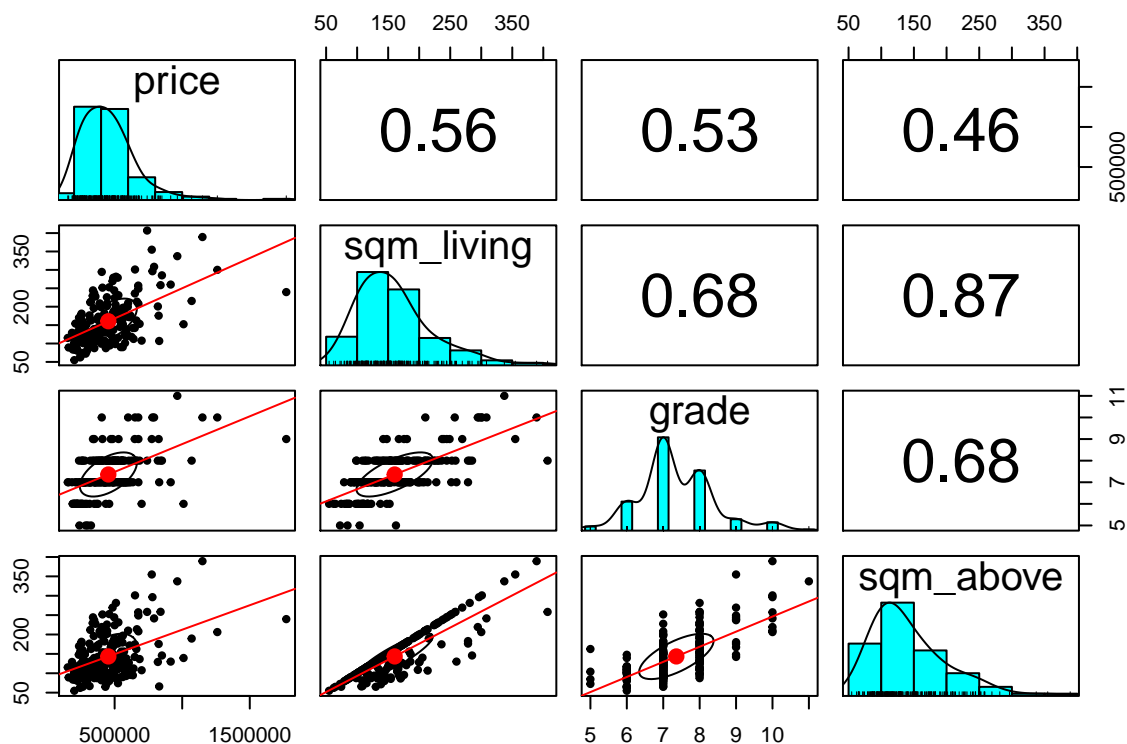 50 150 250 350 50 150 250 350
price 0.56 0.53 0.46 500000
50 200 350 sqm_living 0.68 0.87
grade 0.68 5 7 9 11
50 200 350 sqm_above
500000 1500000 5 6 7 8 9 10